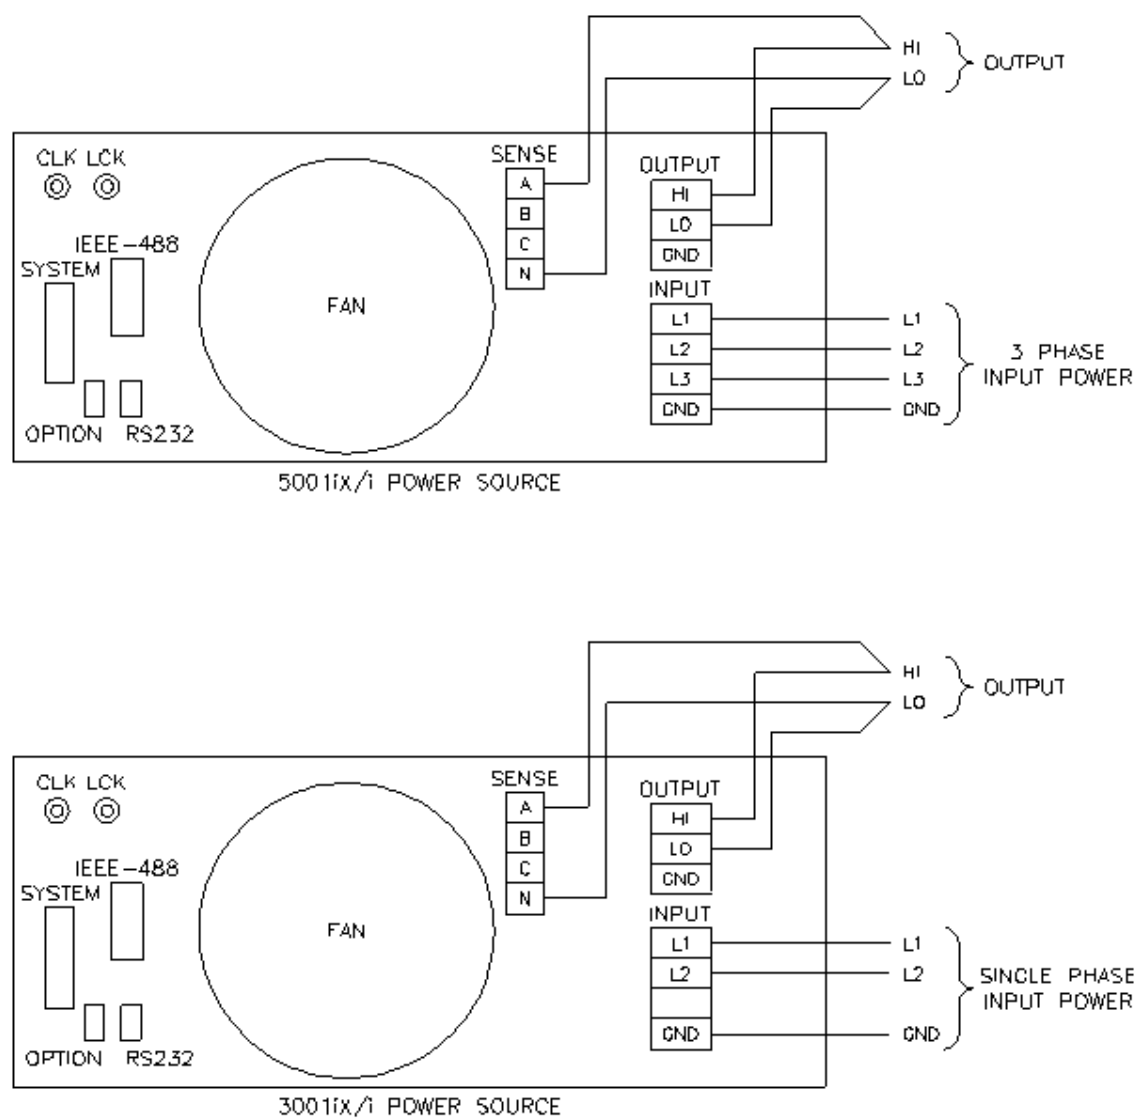 HI
LO
OUTPUT
CLK LCK
SENSE
A
B
C
N
OUTPUT
HI
LO
GND
IEEE-488
SYSTEM
FAN
INPUT
L1
L2
L3
GND
L1
L2
L3
GND
3 PHASE
INPUT POWER
OPTION RS232
5001iX/i POWER SOURCE
HI
LO
OUTPUT
CLK LCK
SENSE
A
B
C
N
OUTPUT
HI
LO
GND
IEEE-488
SYSTEM
FAN
INPUT
L1
L2
GND
L1
L2
GND
SINGLE PHASE
INPUT POWER
OPTION RS232
3001iX/i POWER SOURCE